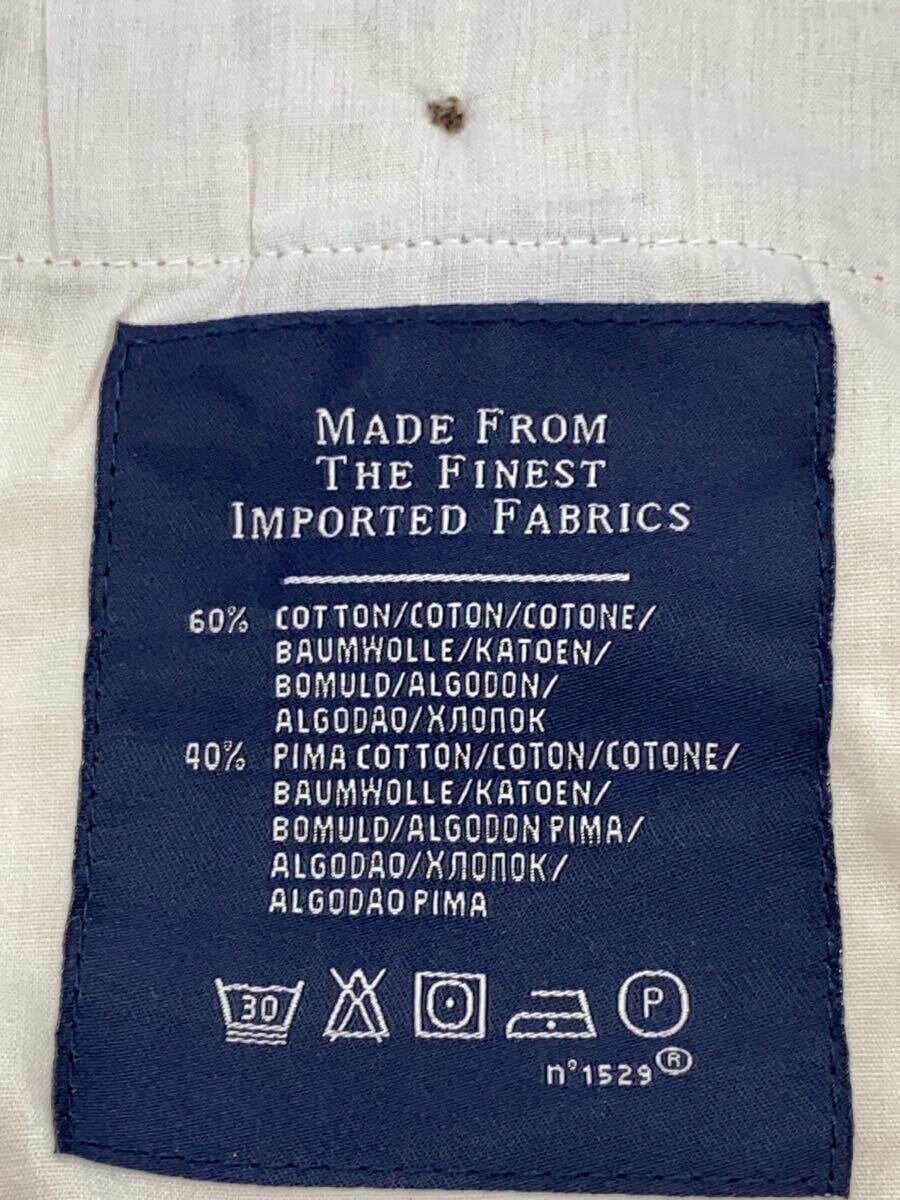 MADE FROM
THE FINEST
IMPORTED FABRICS
60% COTTON/COTON/COTONE/
BAUMWOLLE/KATOEN/
BOMULD/ALGODON/
ALGODAO/ХЛОПОК
40% PIMA COTTON/COTON/COTONE/
BAUMWOLLE/KATOEN/
BOMULD/ALGODON PIMA/
ALGODAO/ХЛОПОК/
ALGODAO PIMA
30 P
n°1529®